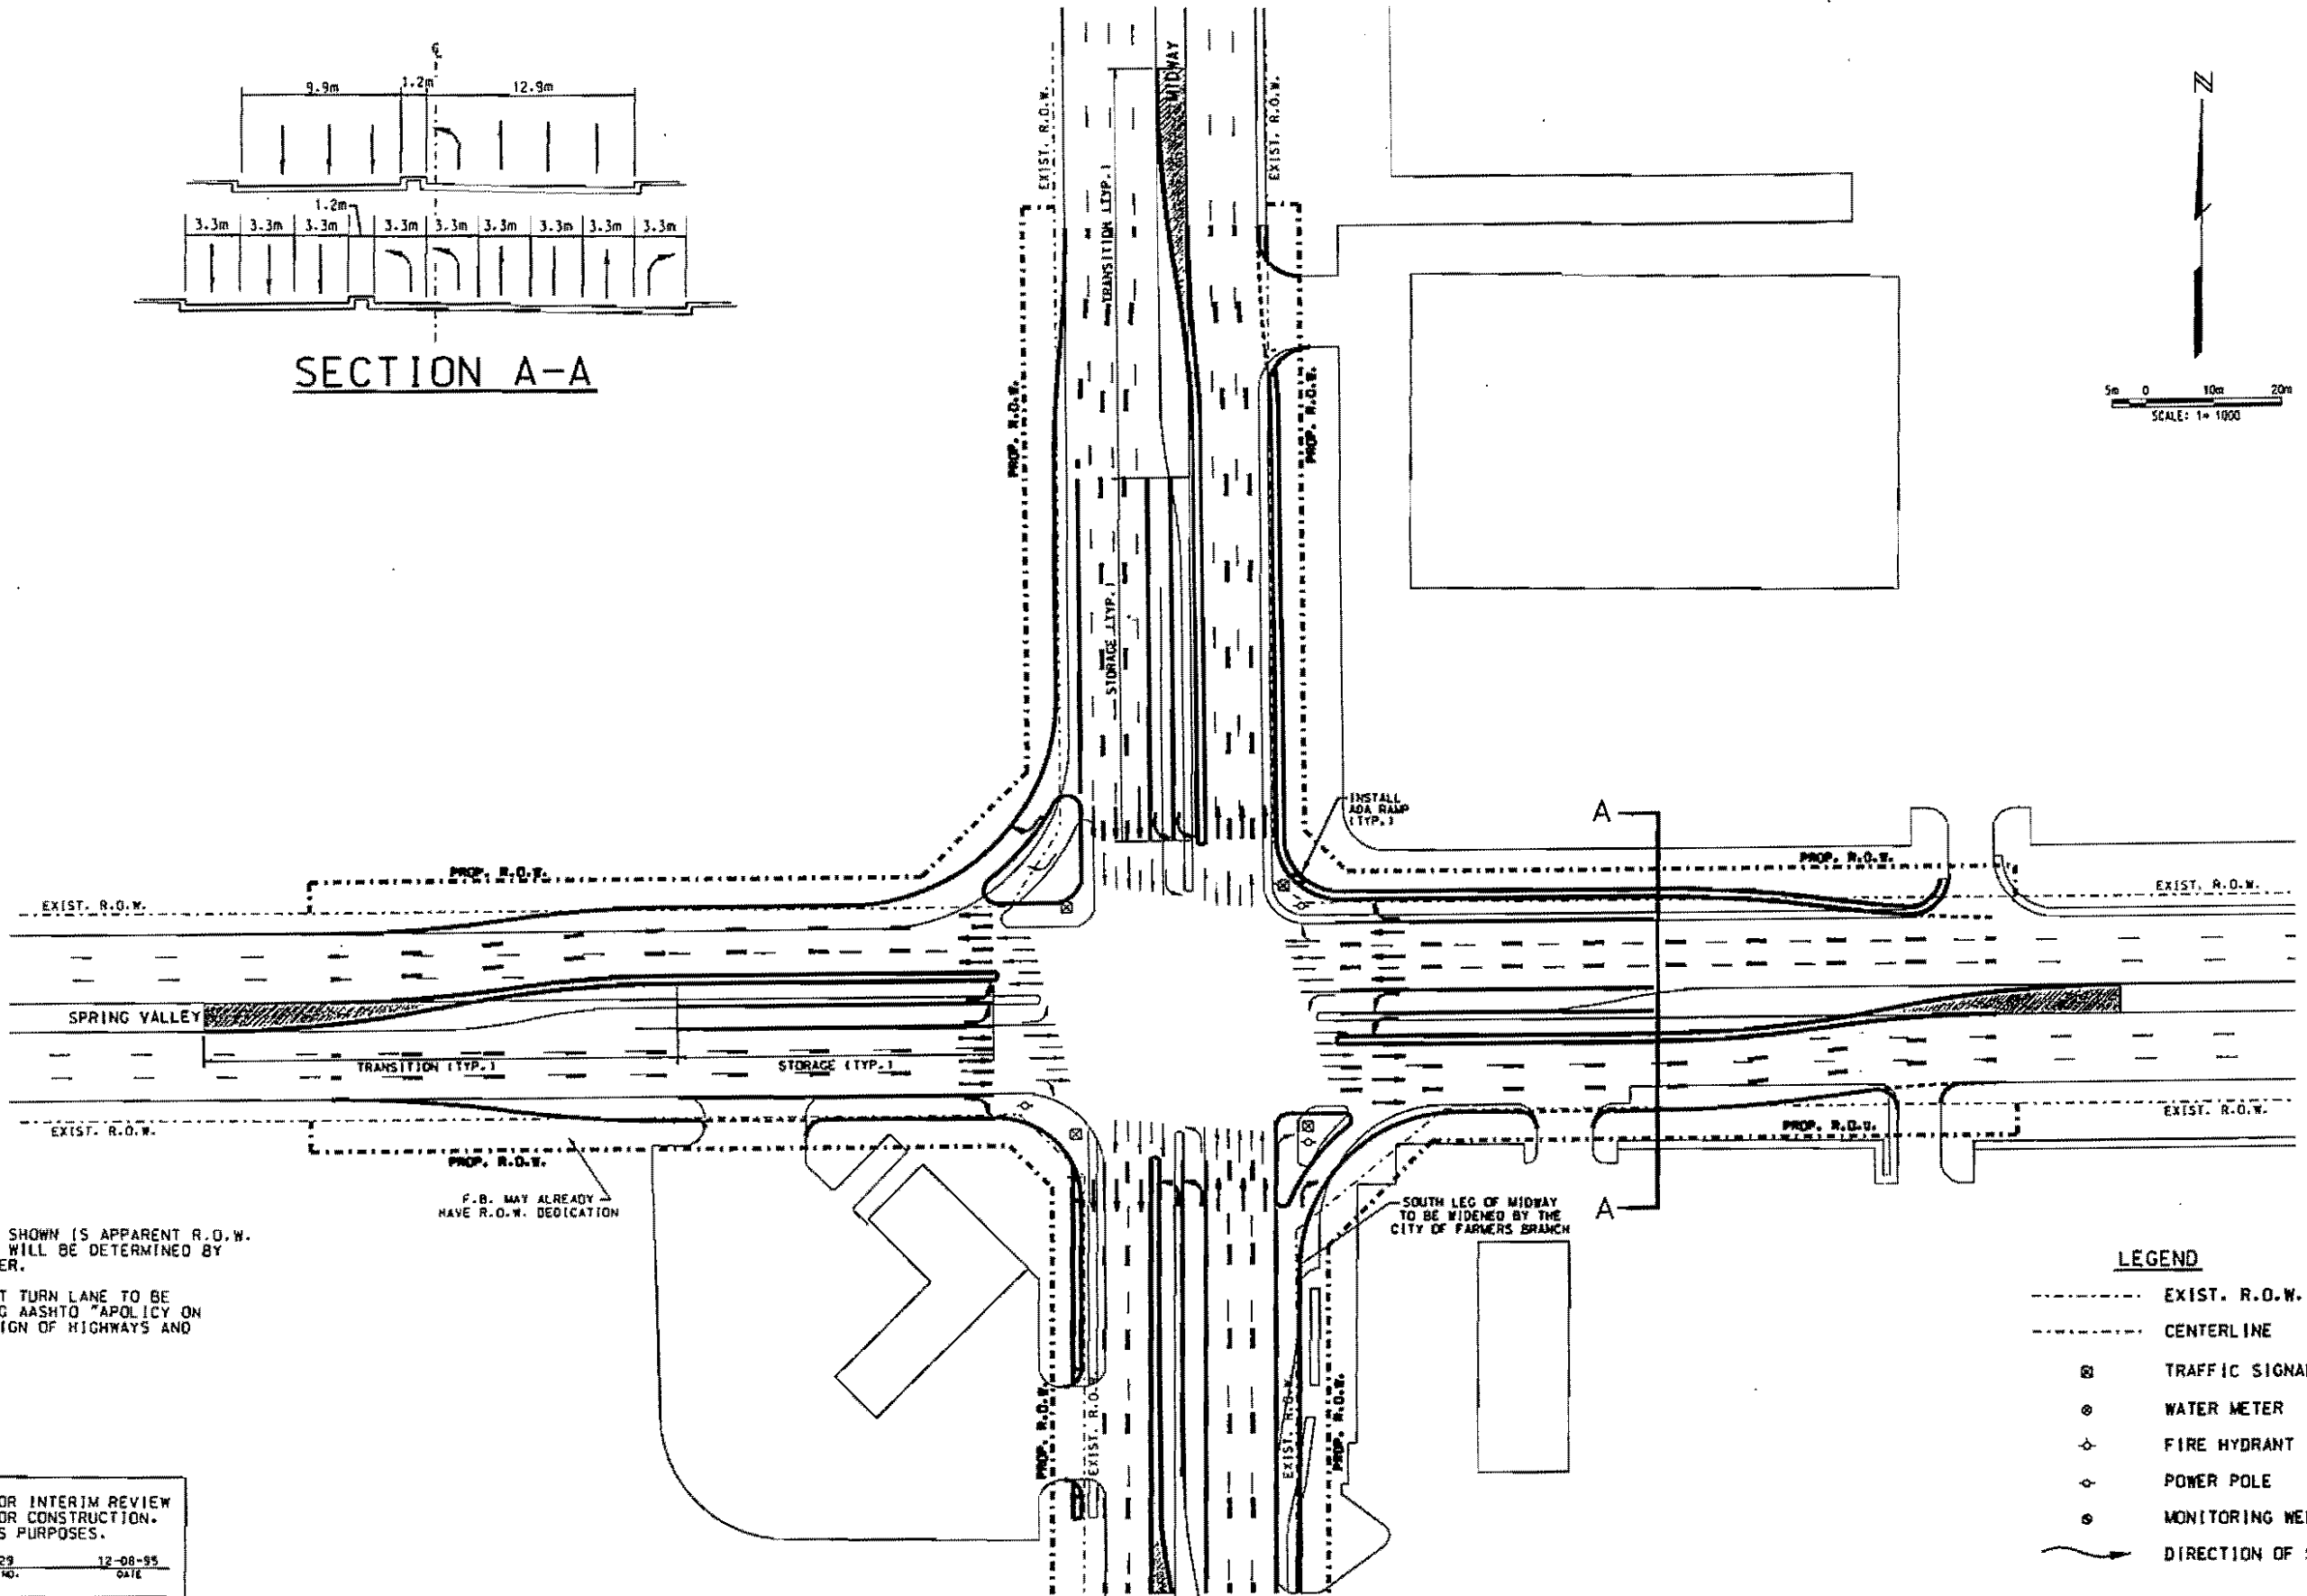 ℄
9.9m 1.2m 12.9m
1.2m
3.3m 3.3m 3.3m 3.3m 3.3m 3.3m 3.3m 3.3m 3.3m
SECTION A-A
MIDWAY
EXIST. R.O.W.
EXIST. R.O.W.
TRANSITION (TYP.)
PROP. R.O.W.
PROP. R.O.W.
STORAGE (TYP.)
N
5m 0 10m 20m
SCALE: 1= 1000
INSTALL
ADA RAMP
(TYP.)
A
PROP. R.O.W.
PROP. R.O.W.
EXIST. R.O.W.
EXIST. R.O.W.
SPRING VALLEY
TRANSITION (TYP.)
STORAGE (TYP.)
EXIST. R.O.W.
PROP. R.O.W.
PROP. R.O.W.
EXIST. R.O.W.
F.B. MAY ALREADY
HAVE R.O.W. DEDICATION
SOUTH LEG OF MIDWAY
TO BE WIDENED BY THE
CITY OF FARMERS BRANCH
A
SHOWN IS APPARENT R.O.W.
WILL BE DETERMINED BY
ER.
T TURN LANE TO BE
G AASHTO "APOLICY ON
IGN OF HIGHWAYS AND
PROP. R.O.W.
EXIST. R.O.W.
EXIST. R.O.W.
PROP. R.O.W.
LEGEND
EXIST. R.O.W.
CENTERLINE
TRAFFIC SIGNAL
WATER METER
FIRE HYDRANT
POWER POLE
MONITORING WE
DIRECTION OF
OR INTERIM REVIEW
OR CONSTRUCTION.
S PURPOSES.
29 12-08-95
NO. DATE